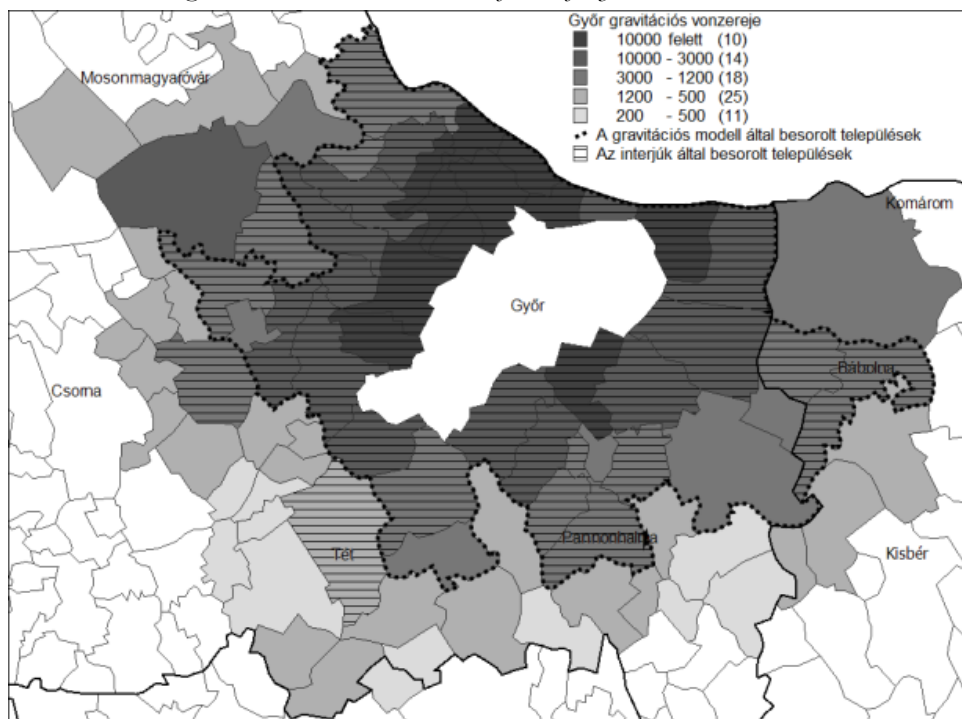 Győr gravitációs vonzereje
10000 felett (10)
10000 - 3000 (14)
3000 - 1200 (18)
1200 - 500 (25)
200 - 500 (11)
A gravitációs modell által besorolt települések
Az interjúk által besorolt települések
Mosonmagyaróvár
Komárom
Győr
Bábolna
Csorna
Pannonhalma
Tét
Kisbér